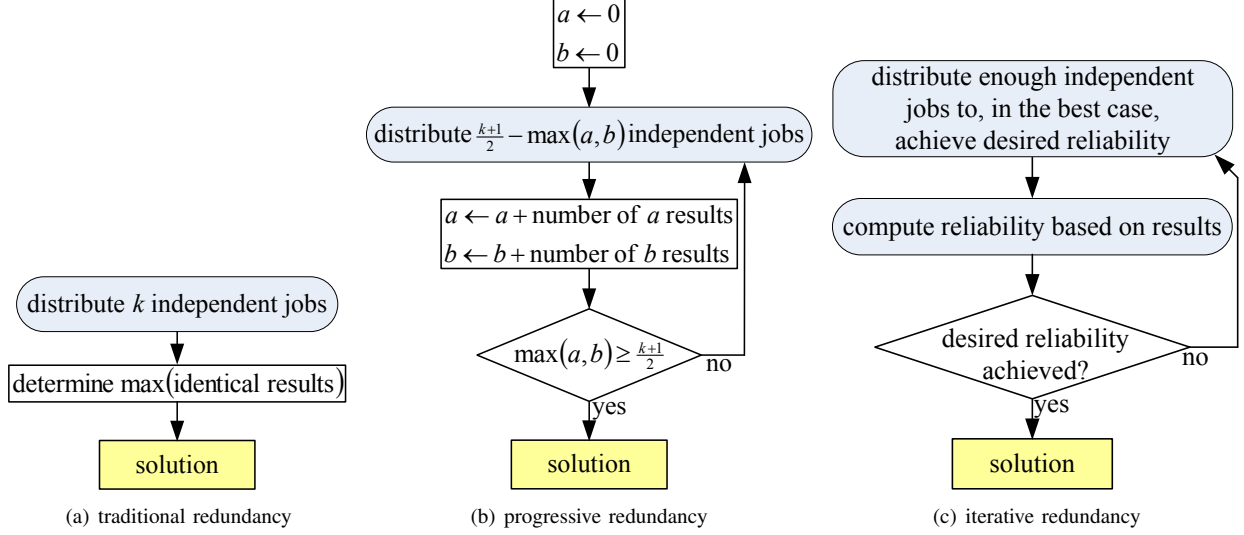 distribute k independent jobs
determine max(identical results)
solution
(a) traditional redundancy
a ← 0
b ← 0
distribute k+1/2 − max(a, b) independent jobs
a ← a + number of a results
b ← b + number of b results
max(a, b) ≥ k+1/2
no
yes
solution
(b) progressive redundancy
distribute enough independent
jobs to, in the best case,
achieve desired reliability
compute reliability based on results
desired reliability
achieved?
no
yes
solution
(c) iterative redundancy